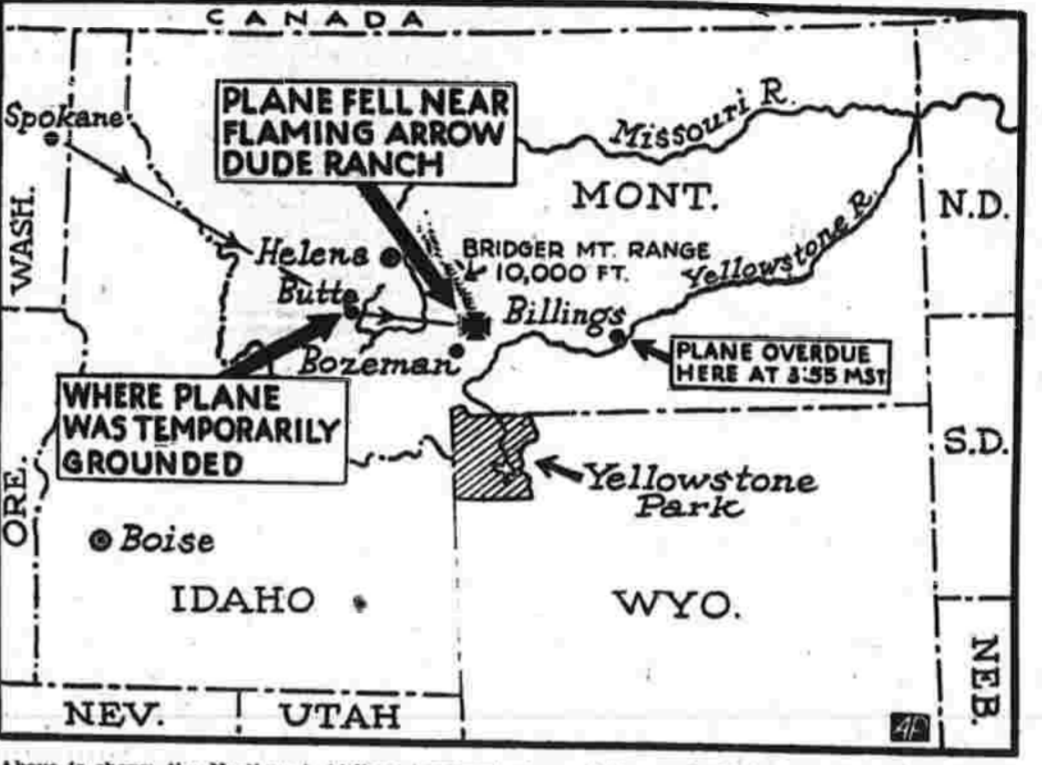 CANADA
Spokane
PLANE FELL NEAR
FLAMING ARROW
DUDE RANCH
Missouri R.
MONT.
WASH.
N.D.
Helena
BRIDGER MT. RANGE
10,000 FT.
Yellowstone R.
Butte
Billings
Bozeman
PLANE OVERDUE
HERE AT 3:55 MST
WHERE PLANE
WAS TEMPORARILY
GROUNDED
S.D.
ORE.
Yellowstone
Park
Boise
IDAHO
WYO.
NEB.
NEV.
UTAH
AP